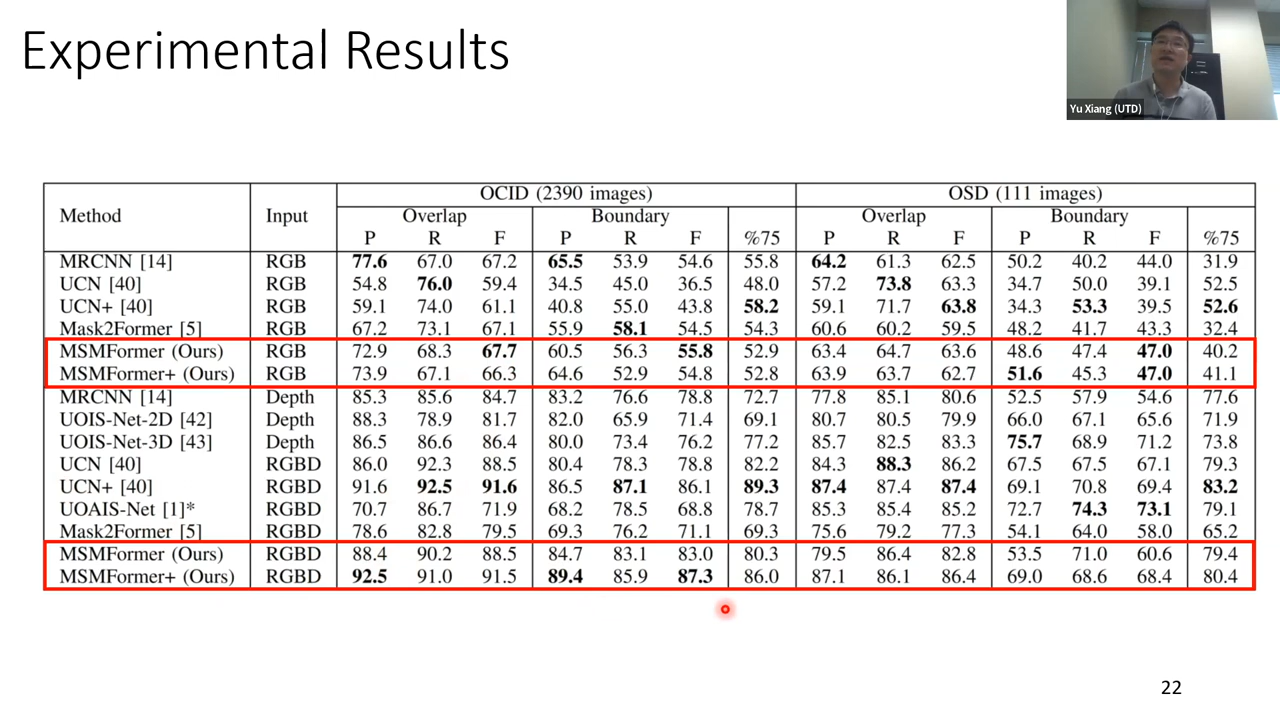 Experimental Results
Yu Xiang (UTD)
OCID (2390 images) OSD (111 images)
Method Input Overlap Boundary Overlap Boundary
P R F P R F %75 P R F P R F %75
MRCNN [14] RGB 77.6 67.0 67.2 65.5 53.9 54.6 55.8 64.2 61.3 62.5 50.2 40.2 44.0 31.9
UCN [40] RGB 54.8 76.0 59.4 34.5 45.0 36.5 48.0 57.2 73.8 63.3 34.7 50.0 39.1 52.5
UCN+ [40] RGB 59.1 74.0 61.1 40.8 55.0 43.8 58.2 59.1 71.7 63.8 34.3 53.3 39.5 52.6
Mask2Former [5] RGB 67.2 73.1 67.1 55.9 58.1 54.5 54.3 60.6 60.2 59.5 48.2 41.7 43.3 32.4
MSMFormer (Ours) RGB 72.9 68.3 67.7 60.5 56.3 55.8 52.9 63.4 64.7 63.6 48.6 47.4 47.0 40.2
MSMFormer+ (Ours) RGB 73.9 67.1 66.3 64.6 52.9 54.8 52.8 63.9 63.7 62.7 51.6 45.3 47.0 41.1
MRCNN [14] Depth 85.3 85.6 84.7 83.2 76.6 78.8 72.7 77.8 85.1 80.6 52.5 57.9 54.6 77.6
UOIS-Net-2D [42] Depth 88.3 78.9 81.7 82.0 65.9 71.4 69.1 80.7 80.5 79.9 66.0 67.1 65.6 71.9
UOIS-Net-3D [43] Depth 86.5 86.6 86.4 80.0 73.4 76.2 77.2 85.7 82.5 83.3 75.7 68.9 71.2 73.8
UCN [40] RGBD 86.0 92.3 88.5 80.4 78.3 78.8 82.2 84.3 88.3 86.2 67.5 67.5 67.1 79.3
UCN+ [40] RGBD 91.6 92.5 91.6 86.5 87.1 86.1 89.3 87.4 87.4 87.4 69.1 70.8 69.4 83.2
UOAIS-Net [1]* RGBD 70.7 86.7 71.9 68.2 78.5 68.8 78.7 85.3 85.4 85.2 72.7 74.3 73.1 79.1
Mask2Former [5] RGBD 78.6 82.8 79.5 69.3 76.2 71.1 69.3 75.6 79.2 77.3 54.1 64.0 58.0 65.2
MSMFormer (Ours) RGBD 88.4 90.2 88.5 84.7 83.1 83.0 80.3 79.5 86.4 82.8 53.5 71.0 60.6 79.4
MSMFormer+ (Ours) RGBD 92.5 91.0 91.5 89.4 85.9 87.3 86.0 87.1 86.1 86.4 69.0 68.6 68.4 80.4
22